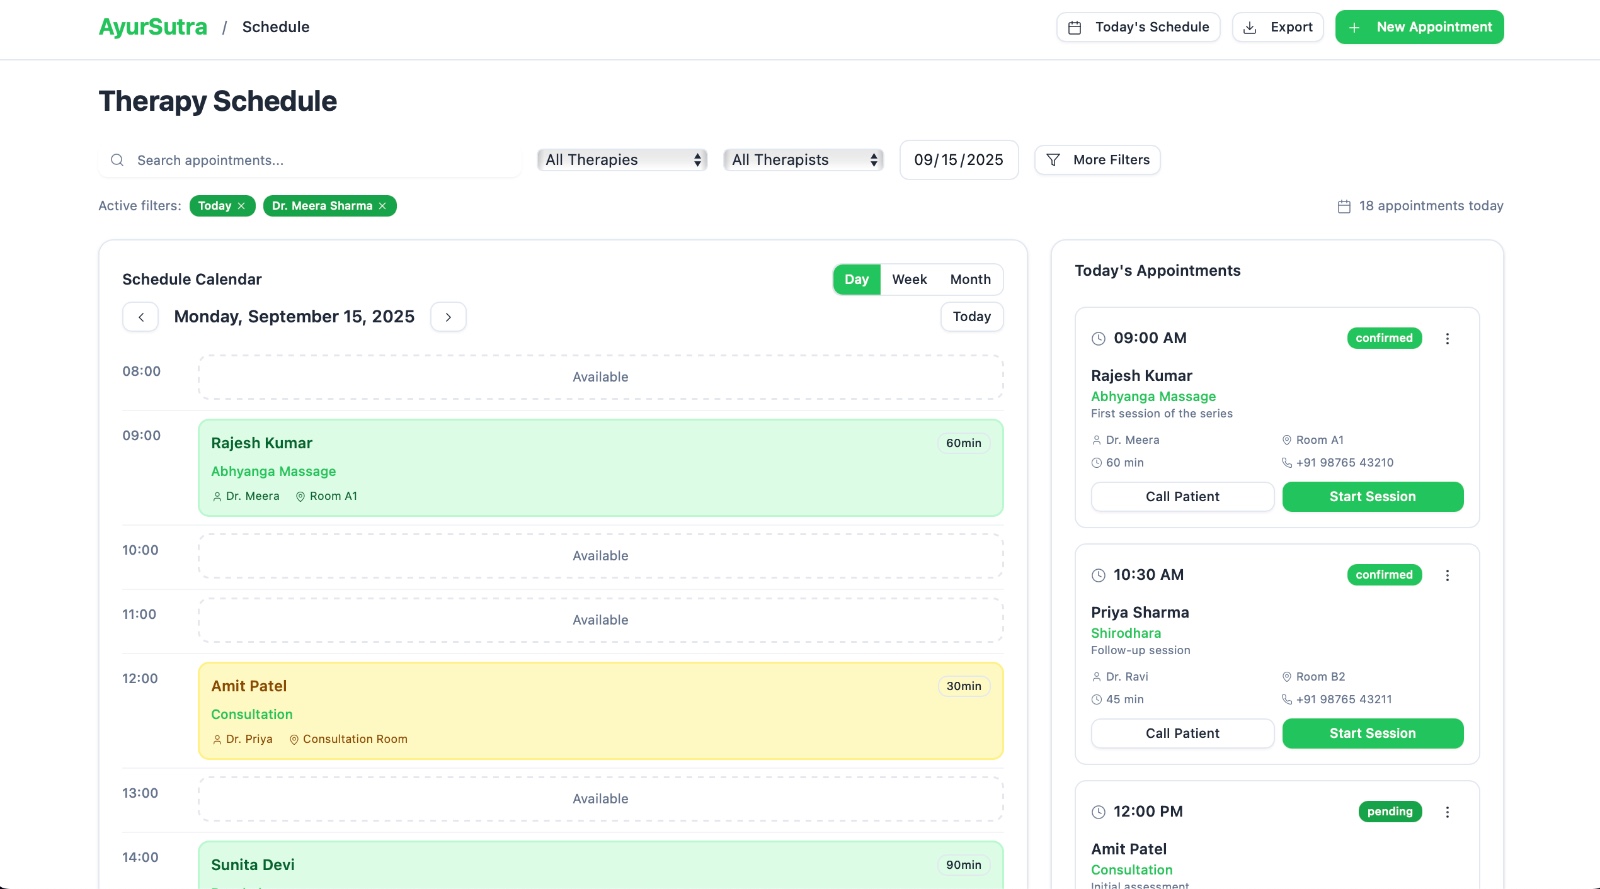 AyurSutra / Schedule
Today's Schedule
Export
+ New Appointment
Therapy Schedule
Search appointments...
All Therapies
All Therapists
09/15/2025
More Filters
Active filters: Today × Dr. Meera Sharma ×
18 appointments today
Schedule Calendar
Day Week Month
Monday, September 15, 2025
Today
08:00
Available
09:00
Rajesh Kumar
60min
Abhyanga Massage
Dr. Meera Room A1
10:00
Available
11:00
Available
12:00
Amit Patel
30min
Consultation
Dr. Priya Consultation Room
13:00
Available
14:00
Sunita Devi
90min
Today's Appointments
09:00 AM
confirmed
Rajesh Kumar
Abhyanga Massage
First session of the series
Dr. Meera Room A1
60 min +91 98765 43210
Call Patient Start Session
10:30 AM
confirmed
Priya Sharma
Shirodhara
Follow-up session
Dr. Ravi Room B2
45 min +91 98765 43211
Call Patient Start Session
12:00 PM
pending
Amit Patel
Consultation
Initial assessment